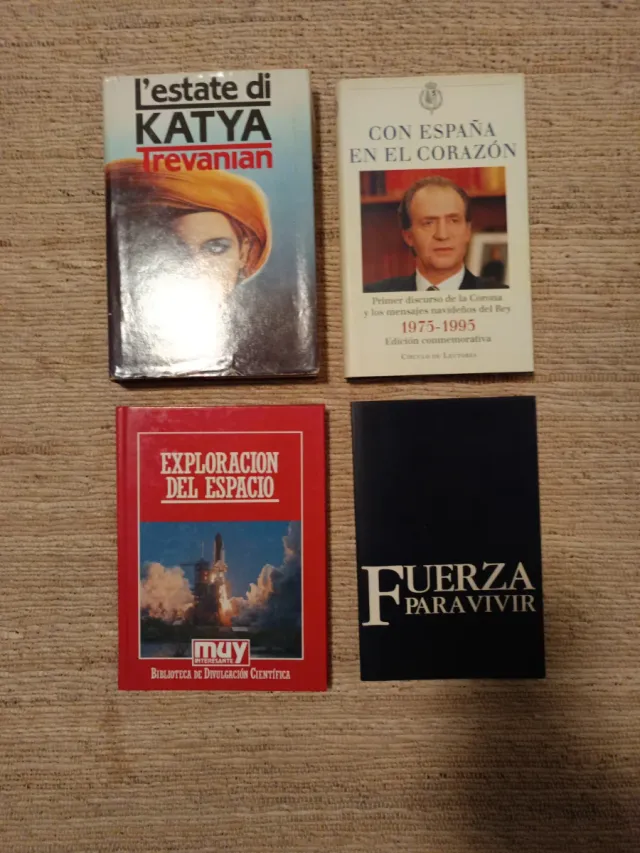 L'estate di
KATYA
Trevanian
CON ESPAÑA
EN EL CORAZÓN
Primer discurso de la Corona
y los mensajes navideños del Rey
1975-1995
Edición conmemorativa
CÍRCULO DE LECTORES
EXPLORACION
DEL ESPACIO
muy
INTERESANTE
BIBLIOTECA DE DIVULGACIÓN CIENTÍFICA
FUERZA
PARA VIVIR